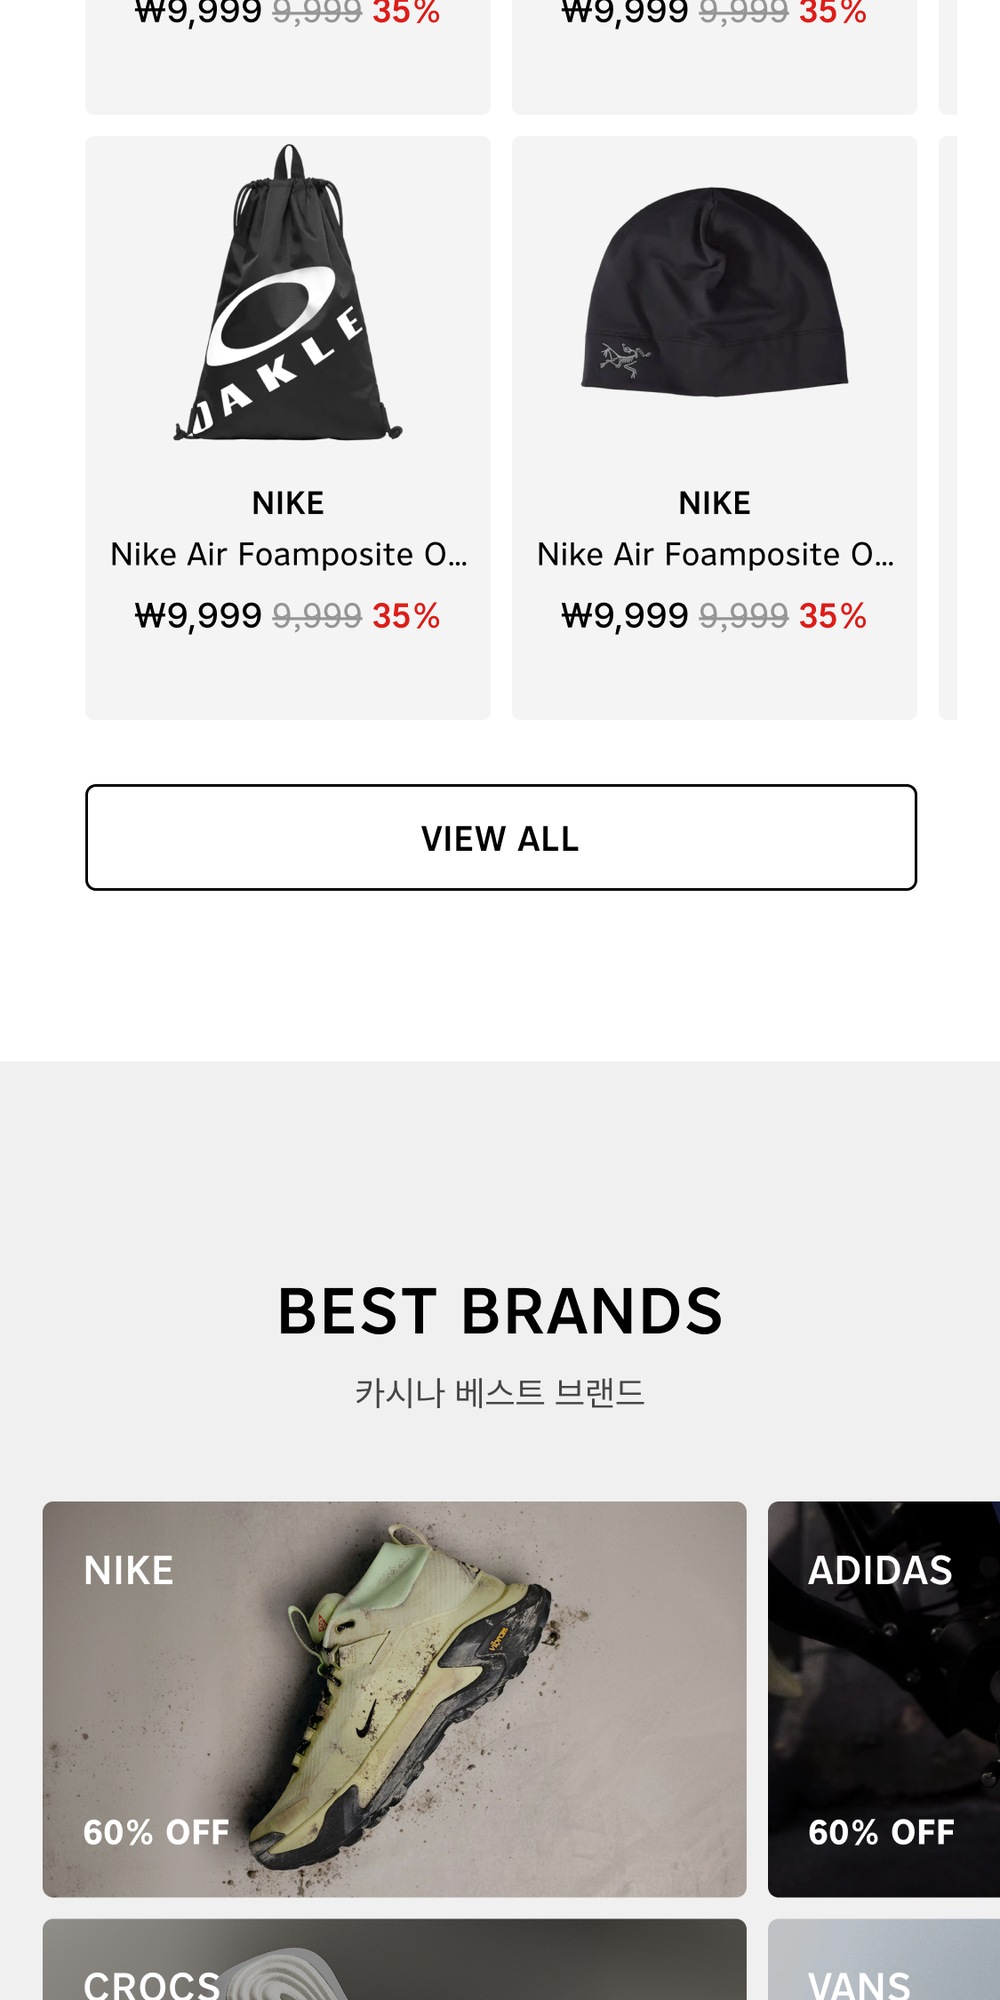 ₩9,999 9,999 35%
₩9,999 9,999 35%
OAKLE
NIKE
Nike Air Foamposite O...
₩9,999 9,999 35%
NIKE
Nike Air Foamposite O...
₩9,999 9,999 35%
VIEW ALL
BEST BRANDS
카시나 베스트 브랜드
NIKE
vibram
60% OFF
ADIDAS
60% OFF
CROCS
VANS